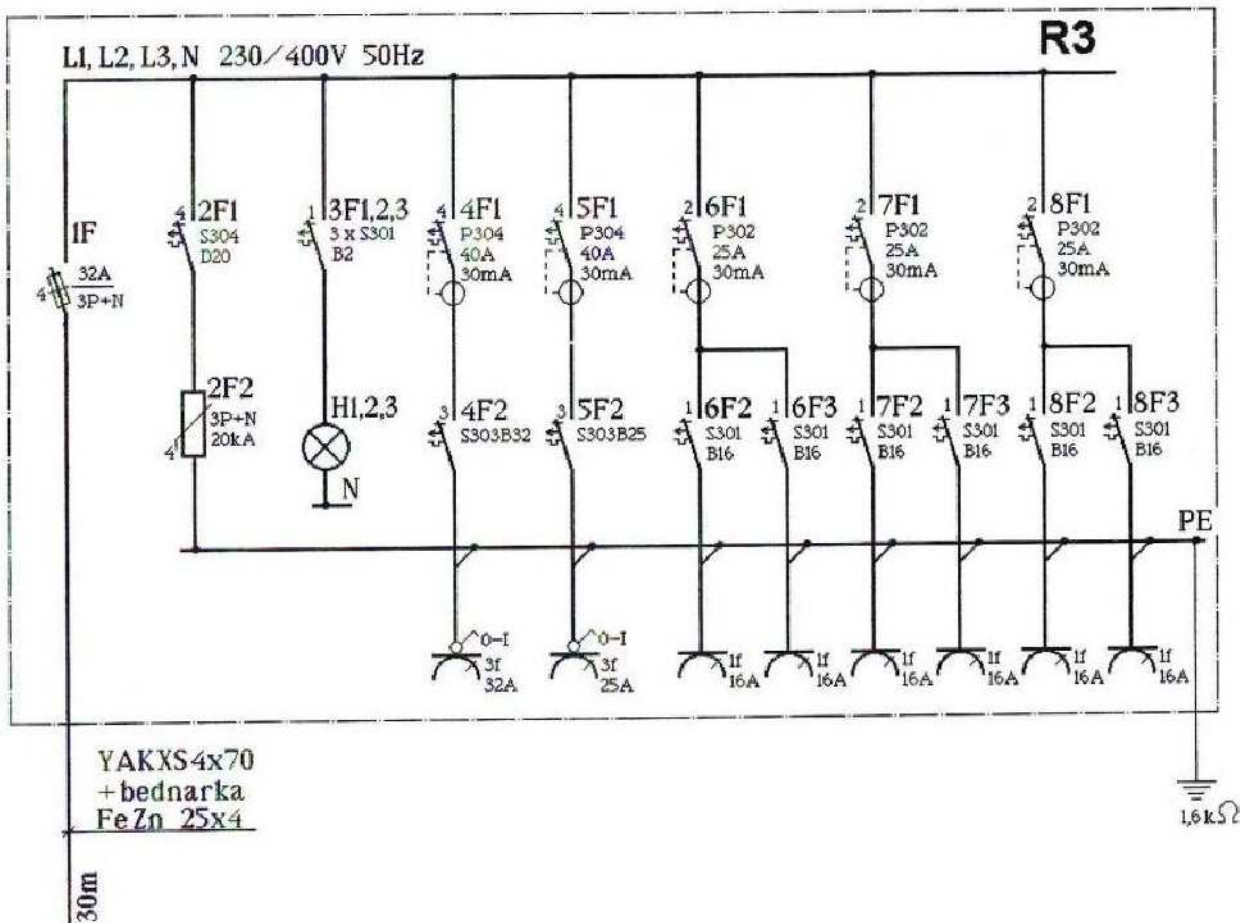 R3
L1, L2, L3, N 230/400V 50Hz
1F
4
32A
3P+N
4
2F1
S304
D20
1
3F1,2,3
3 x S301
B2
4
4F1
P304
40A
30mA
4
5F1
P304
40A
30mA
2
6F1
P302
25A
30mA
2
7F1
P302
25A
30mA
2
8F1
P302
25A
30mA
2F2
3P+N
20kA
4
H1,2,3
N
3
4F2
S303B32
3
5F2
S303B25
1
6F2
S301
B16
1
6F3
S301
B16
1
7F2
S301
B16
1
7F3
S301
B16
1
8F2
S301
B16
1
8F3
S301
B16
PE
0-I
3f
32A
0-I
3f
25A
1f
16A
1f
16A
1f
16A
1f
16A
1f
16A
1f
16A
YAKXS 4x70
+bednarka
FeZn 25x4
30m
1,6kΩ